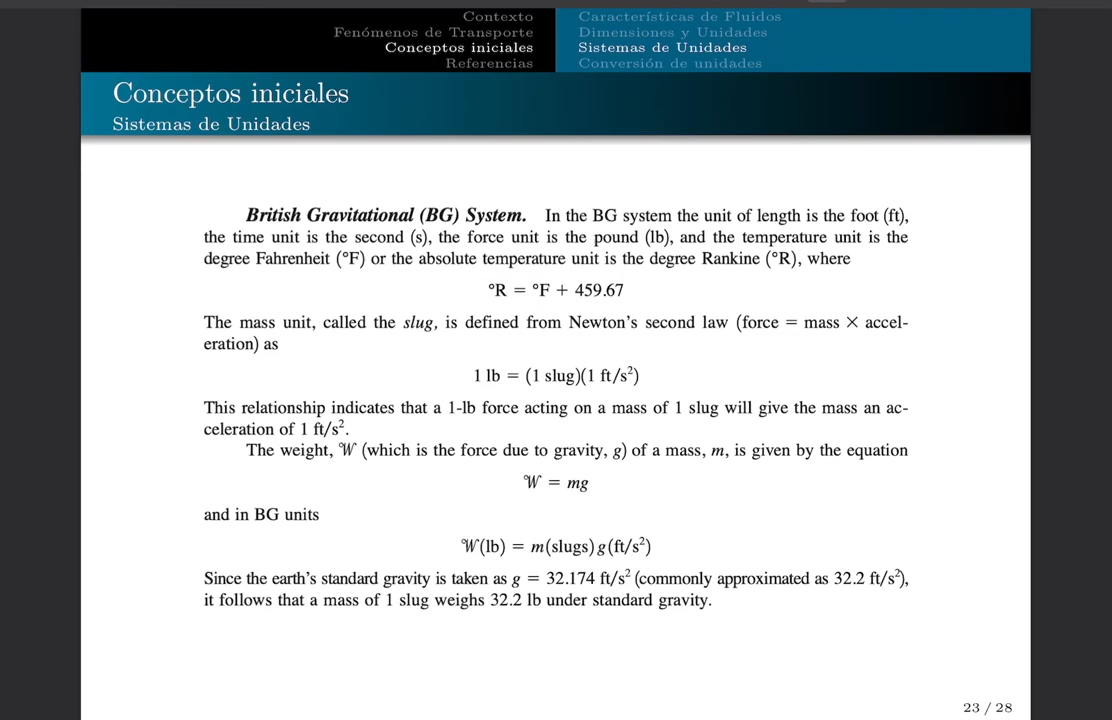 Contexto
Fenómenos de Transporte
Conceptos iniciales
Referencias
Características de Fluidos
Dimensiones y Unidades
Sistemas de Unidades
Conversión de unidades
Conceptos iniciales
Sistemas de Unidades
British Gravitational (BG) System. In the BG system the unit of length is the foot (ft),
the time unit is the second (s), the force unit is the pound (lb), and the temperature unit is the
degree Fahrenheit (°F) or the absolute temperature unit is the degree Rankine (°R), where
°R = °F + 459.67
The mass unit, called the slug, is defined from Newton's second law (force = mass × accel-
eration) as
1 lb = (1 slug)(1 ft/s²)
This relationship indicates that a 1-lb force acting on a mass of 1 slug will give the mass an ac-
celeration of 1 ft/s².
The weight, 𝒲 (which is the force due to gravity, g) of a mass, m, is given by the equation
𝒲 = mg
and in BG units
𝒲(lb) = m(slugs) g(ft/s²)
Since the earth's standard gravity is taken as g = 32.174 ft/s² (commonly approximated as 32.2 ft/s²),
it follows that a mass of 1 slug weighs 32.2 lb under standard gravity.
23 / 28